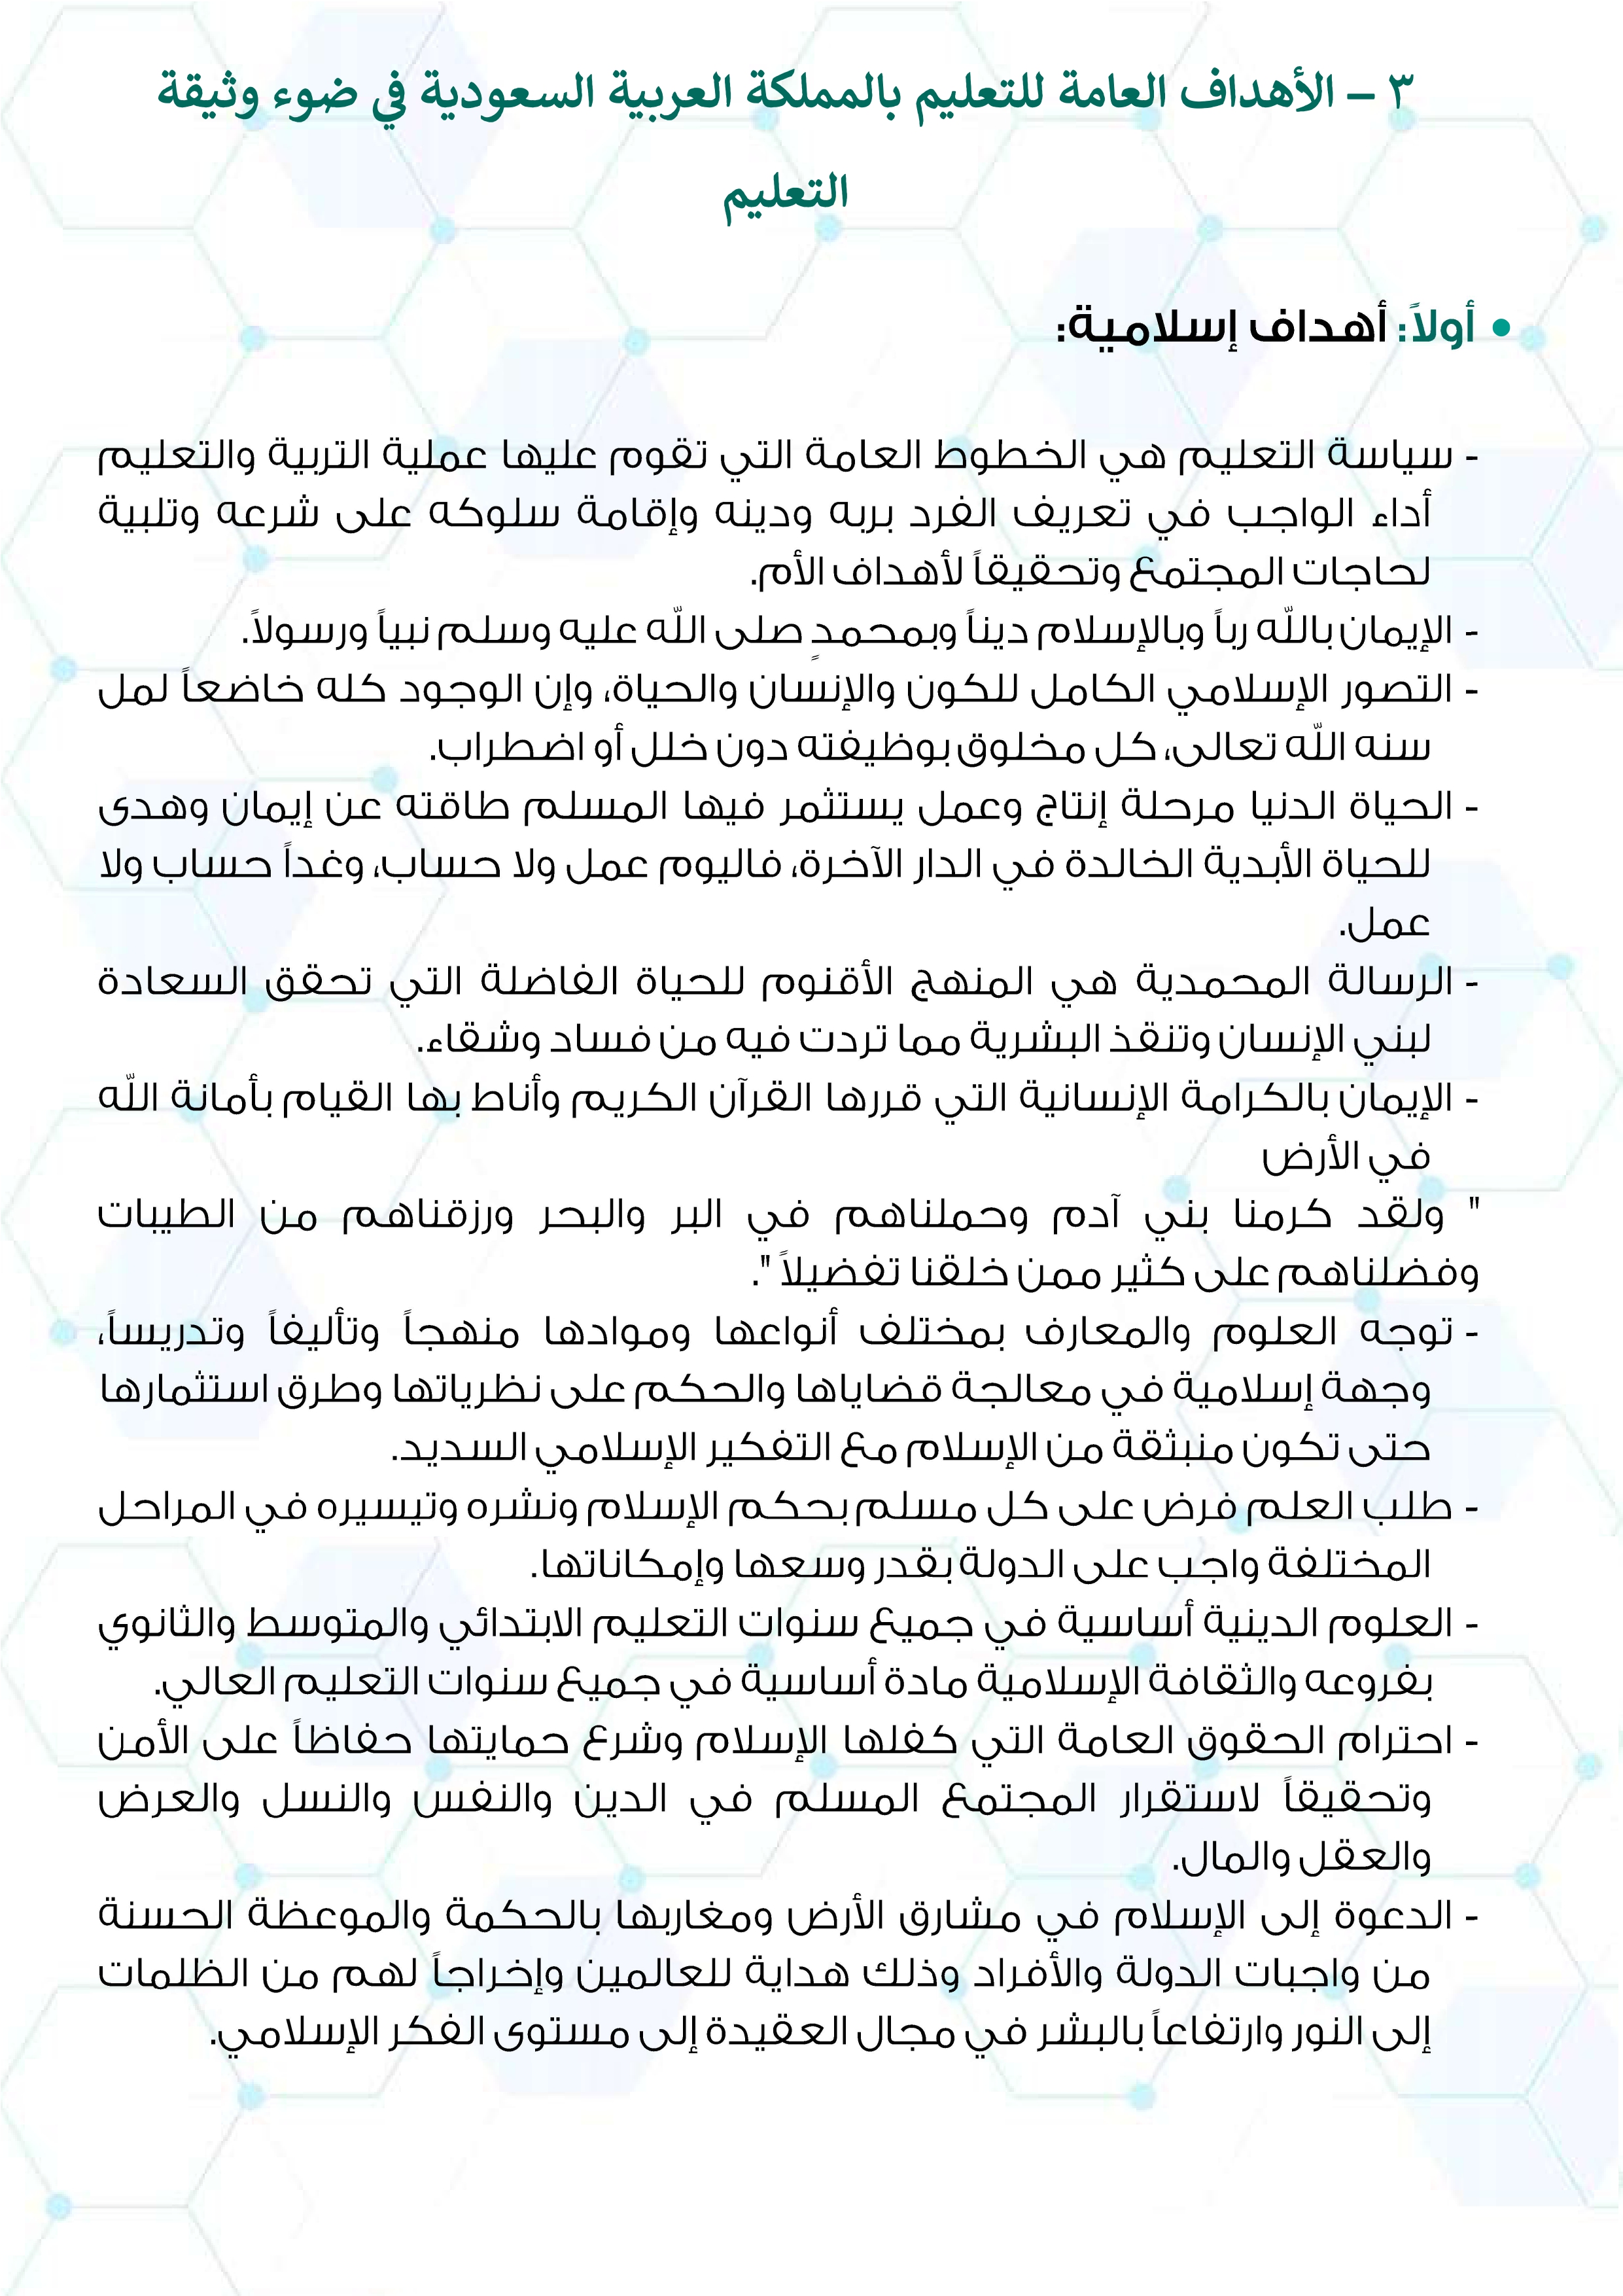 ٣ – الأهداف العامة للتعليم بالمملكة العربية السعودية في ضوء وثيقة
التعليم
• أولاً: أهداف إسلامية:
- سياسة التعليم هي الخطوط العامة التي تقوم عليها عملية التربية والتعليم
أداء الواجب في تعريف الفرد بربه ودينه وإقامة سلوكه على شرعه وتلبية
لحاجات المجتمع وتحقيقاً لأهداف الأم.
- الإيمان بالله رباً وبالإسلام ديناً وبمحمدٍ صلى الله عليه وسلم نبياً ورسولاً.
- التصور الإسلامي الكامل للكون والإنسان والحياة، وإن الوجود كله خاضعاً لمل
سنه الله تعالى، كل مخلوق بوظيفته دون خلل أو اضطراب.
- الحياة الدنيا مرحلة إنتاج وعمل يستثمر فيها المسلم طاقته عن إيمان وهدى
للحياة الأبدية الخالدة في الدار الآخرة، فاليوم عمل ولا حساب، وغداً حساب ولا
عمل.
- الرسالة المحمدية هي المنهج الأقنوم للحياة الفاضلة التي تحقق السعادة
لبني الإنسان وتنقذ البشرية مما تردت فيه من فساد وشقاء.
- الإيمان بالكرامة الإنسانية التي قررها القرآن الكريم وأناط بها القيام بأمانة الله
في الأرض
" ولقد كرمنا بني آدم وحملناهم في البر والبحر ورزقناهم من الطيبات
وفضلناهم على كثير ممن خلقنا تفضيلاً ".
- توجه العلوم والمعارف بمختلف أنواعها وموادها منهجاً وتأليفاً وتدريساً،
وجهة إسلامية في معالجة قضاياها والحكم على نظرياتها وطرق استثمارها
حتى تكون منبثقة من الإسلام مع التفكير الإسلامي السديد.
- طلب العلم فرض على كل مسلم بحكم الإسلام ونشره وتيسيره في المراحل
المختلفة واجب على الدولة بقدر وسعها وإمكاناتها.
- العلوم الدينية أساسية في جميع سنوات التعليم الابتدائي والمتوسط والثانوي
بفروعه والثقافة الإسلامية مادة أساسية في جميع سنوات التعليم العالي.
- احترام الحقوق العامة التي كفلها الإسلام وشرع حمايتها حفاظاً على الأمن
وتحقيقاً لاستقرار المجتمع المسلم في الدين والنفس والنسل والعرض
والعقل والمال.
- الدعوة إلى الإسلام في مشارق الأرض ومغاربها بالحكمة والموعظة الحسنة
من واجبات الدولة والأفراد وذلك هداية للعالمين وإخراجاً لهم من الظلمات
إلى النور وارتفاعاً بالبشر في مجال العقيدة إلى مستوى الفكر الإسلامي.